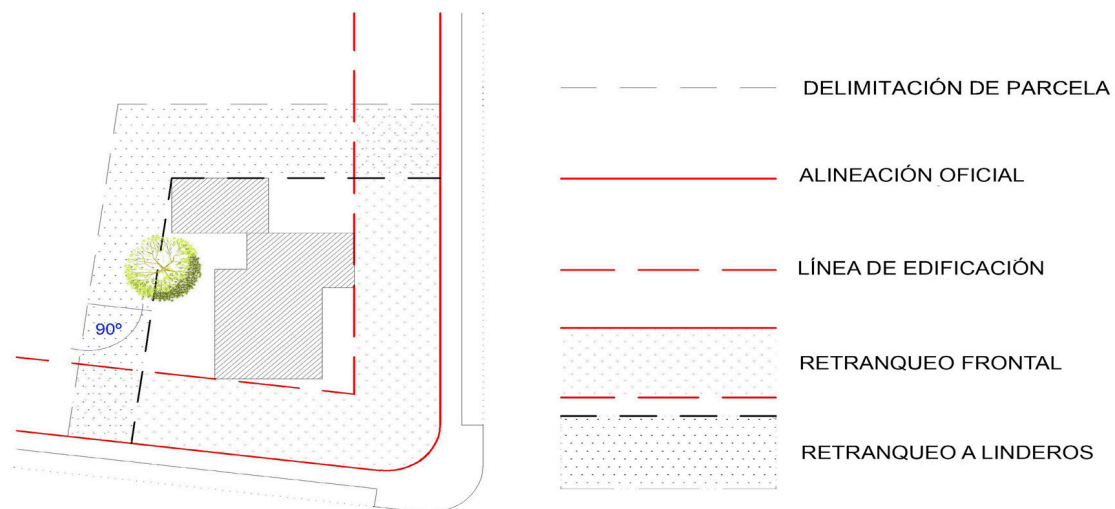 90º
DELIMITACIÓN DE PARCELA
ALINEACIÓN OFICIAL
LÍNEA DE EDIFICACIÓN
RETRANQUEO FRONTAL
RETRANQUEO A LINDEROS